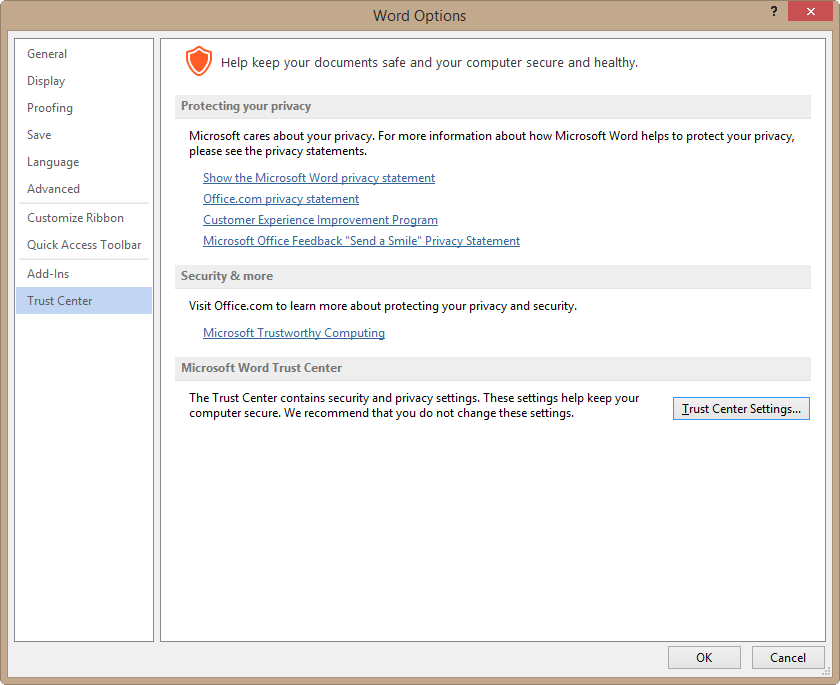 Word Options
?
General
Display
Proofing
Save
Language
Advanced
Customize Ribbon
Quick Access Toolbar
Add-Ins
Trust Center
Help keep your documents safe and your computer secure and healthy.
Protecting your privacy
Microsoft cares about your privacy. For more information about how Microsoft Word helps to protect your privacy,
please see the privacy statements.
Show the Microsoft Word privacy statement
Office.com privacy statement
Customer Experience Improvement Program
Microsoft Office Feedback "Send a Smile" Privacy Statement
Security & more
Visit Office.com to learn more about protecting your privacy and security.
Microsoft Trustworthy Computing
Microsoft Word Trust Center
The Trust Center contains security and privacy settings. These settings help keep your
computer secure. We recommend that you do not change these settings.
Trust Center Settings...
OK
Cancel